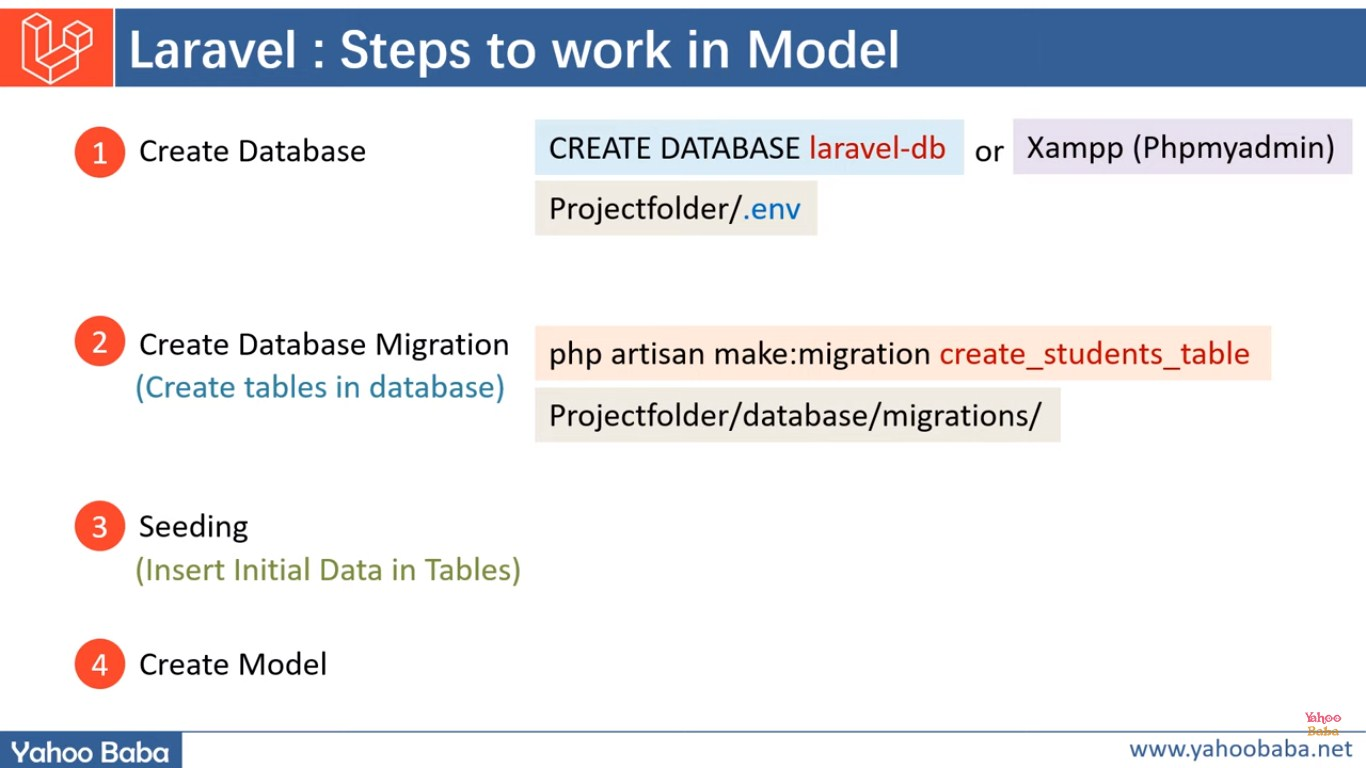 Laravel : Steps to work in Model
1 Create Database
CREATE DATABASE laravel-db or Xampp (Phpmyadmin)
Projectfolder/.env
2 Create Database Migration
(Create tables in database)
php artisan make:migration create_students_table
Projectfolder/database/migrations/
3 Seeding
(Insert Initial Data in Tables)
4 Create Model
Yahoo
Baba
Yahoo Baba
www.yahoobaba.net